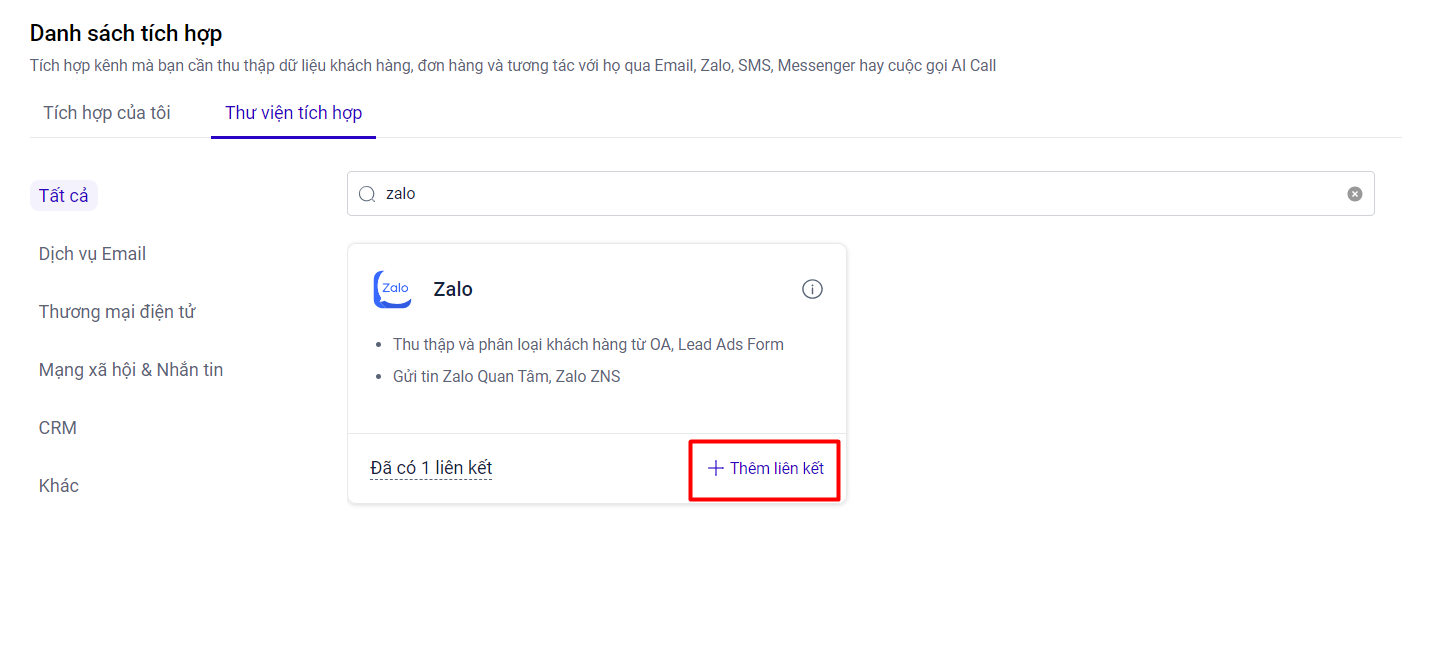 Danh sách tích hợp
Tích hợp kênh mà bạn cần thu thập dữ liệu khách hàng, đơn hàng và tương tác với họ qua Email, Zalo, SMS, Messenger hay cuộc gọi AI Call
Tích hợp của tôi
Thư viện tích hợp
Tất cả
Dịch vụ Email
Thương mại điện tử
Mạng xã hội & Nhắn tin
CRM
Khác
zalo
Zalo
Zalo
Thu thập và phân loại khách hàng từ OA, Lead Ads Form
Gửi tin Zalo Quan Tâm, Zalo ZNS
Đã có 1 liên kết
Thêm liên kết